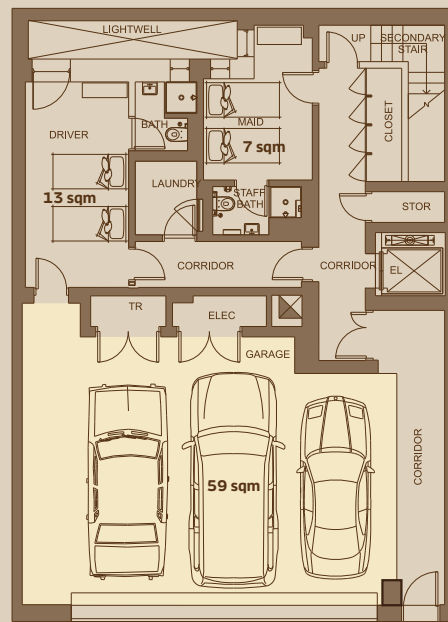 LIGHTWELL
UP
SECONDARY
STAIR
BATH
MAID
DRIVER
7 sqm
CLOSET
LAUNDRY
STAFF
BATH
13 sqm
STOR
CORRIDOR
CORRIDOR
EL
TR
ELEC
GARAGE
CORRIDOR
59 sqm
N